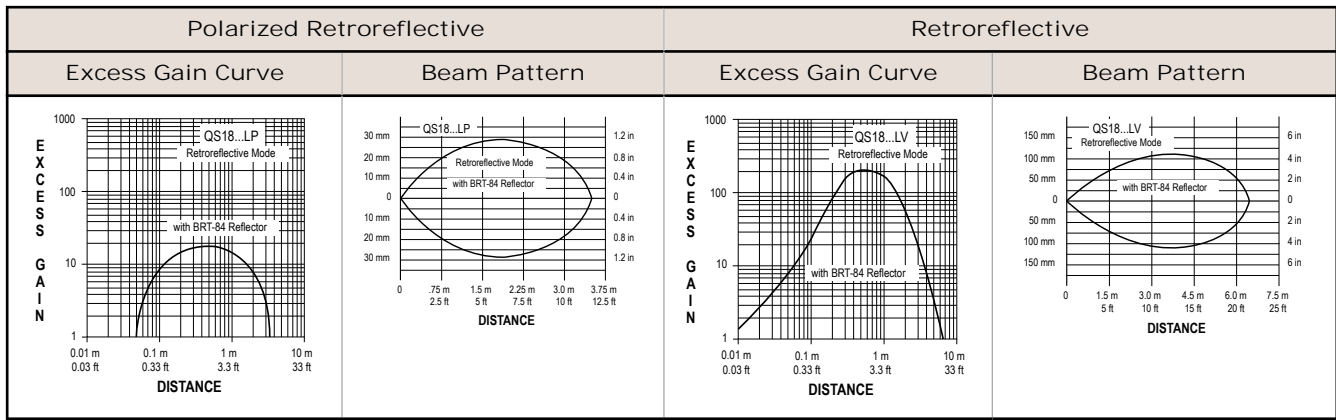 Polarized Retroreflective
Retroreflective
Excess Gain Curve
Beam Pattern
Excess Gain Curve
Beam Pattern
EXCESS GAIN
1000
100
10
1
QS18...LP
Retroreflective Mode
with BRT-84 Reflector
0.01 m 0.1 m 1 m 10 m
0.03 ft 0.33 ft 3.3 ft 33 ft
DISTANCE
QS18...LP
Retroreflective Mode
with BRT-84 Reflector
30 mm 1.2 in
20 mm 0.8 in
10 mm 0.4 in
0 0
10 mm 0.4 in
20 mm 0.8 in
30 mm 1.2 in
0 .75 m 1.5 m 2.25 m 3.0 m 3.75 m
2.5 ft 5 ft 7.5 ft 10 ft 12.5 ft
DISTANCE
EXCESS GAIN
1000
100
10
1
QS18...LV
Retroreflective Mode
with BRT-84 Reflector
0.01 m 0.1 m 1 m 10 m
0.03 ft 0.33 ft 3.3 ft 33 ft
DISTANCE
QS18...LV
Retroreflective Mode
with BRT-84 Reflector
150 mm 6 in
100 mm 4 in
50 mm 2 in
0 0
50 mm 2 in
100 mm 4 in
150 mm 6 in
0 1.5 m 3.0 m 4.5 m 6.0 m 7.5 m
5 ft 10 ft 15 ft 20 ft 25 ft
DISTANCE